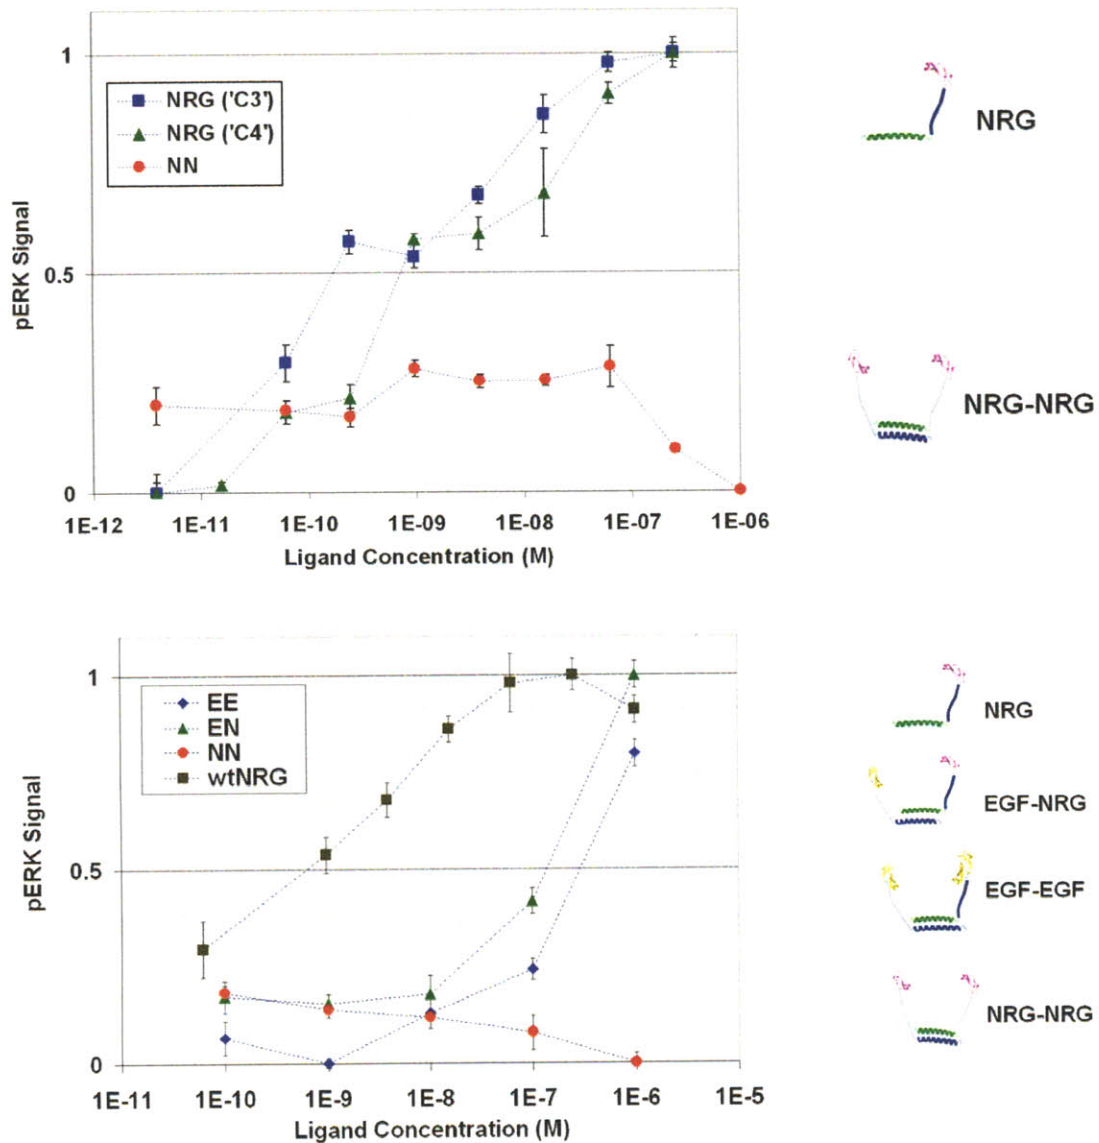 1
NRG ('C3')
NRG ('C4')
NN
0.5
0
pERK Signal
1E-12 1E-11 1E-10 1E-09 1E-08 1E-07 1E-06
Ligand Concentration (M)
NRG
NRG-NRG
1
EE
EN
NN
wtNRG
0.5
0
pERK Signal
1E-11 1E-10 1E-9 1E-8 1E-7 1E-6 1E-5
Ligand Concentration (M)
NRG
EGF-NRG
EGF-EGF
NRG-NRG